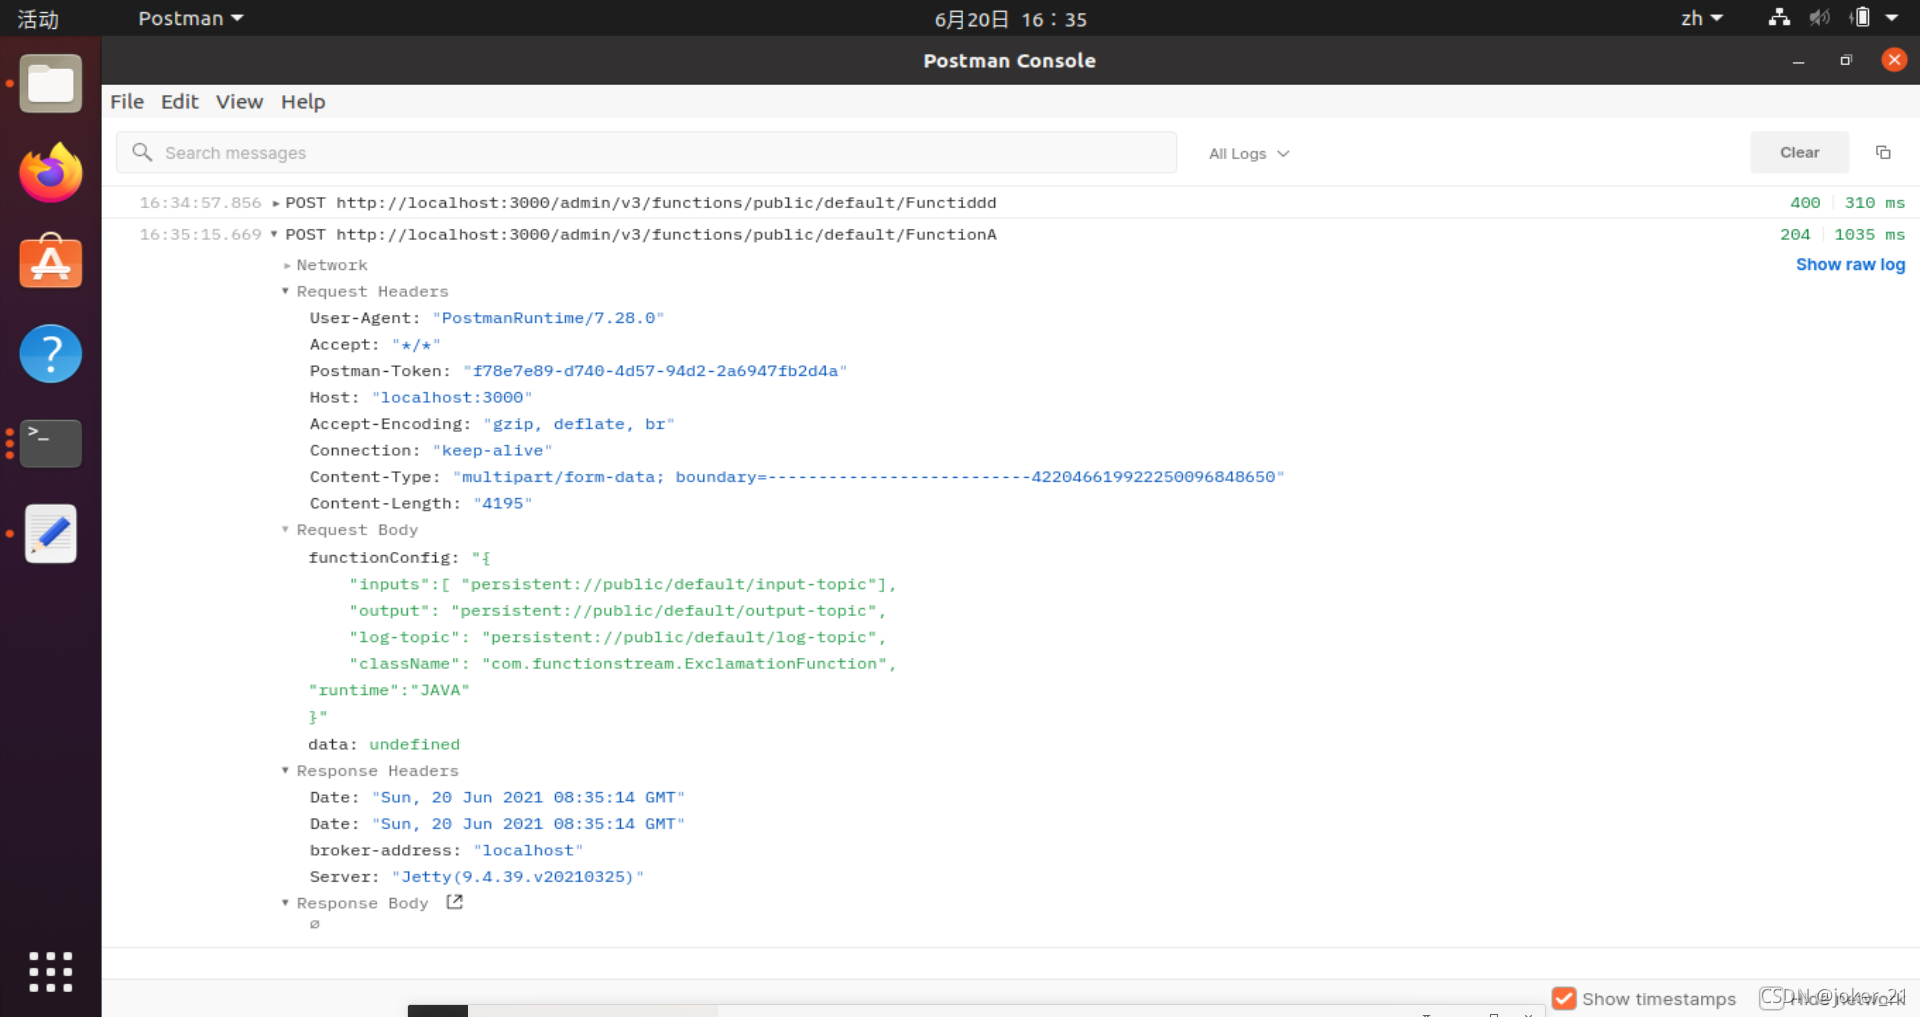 活动 Postman 6月20日 16：35 zh
Postman Console
File Edit View Help
Search messages All Logs Clear
16:34:57.856 POST http://localhost:3000/admin/v3/functions/public/default/Functiddd 400 310 ms
16:35:15.669 POST http://localhost:3000/admin/v3/functions/public/default/FunctionA 204 1035 ms
Network Show raw log
Request Headers
User-Agent: "PostmanRuntime/7.28.0"
Accept: "*/*"
Postman-Token: "f78e7e89-d740-4d57-94d2-2a6947fb2d4a"
Host: "localhost:3000"
Accept-Encoding: "gzip, deflate, br"
Connection: "keep-alive"
Content-Type: "multipart/form-data; boundary=--------------------------422046619922250096848650"
Content-Length: "4195"
Request Body
functionConfig: "{
"inputs":[ "persistent://public/default/input-topic"],
"output": "persistent://public/default/output-topic",
"log-topic": "persistent://public/default/log-topic",
"className": "com.functionstream.ExclamationFunction",
"runtime":"JAVA"
}"
data: undefined
Response Headers
Date: "Sun, 20 Jun 2021 08:35:14 GMT"
Date: "Sun, 20 Jun 2021 08:35:14 GMT"
broker-address: "localhost"
Server: "Jetty(9.4.39.v20210325)"
Response Body
∅
Show timestamps Hide network
CSDN @joker_21